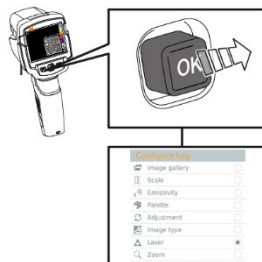 OK
Configure key
Image gallery
Scale
Emissivity
Palette
Adjustment
Image type
Laser
Zoom